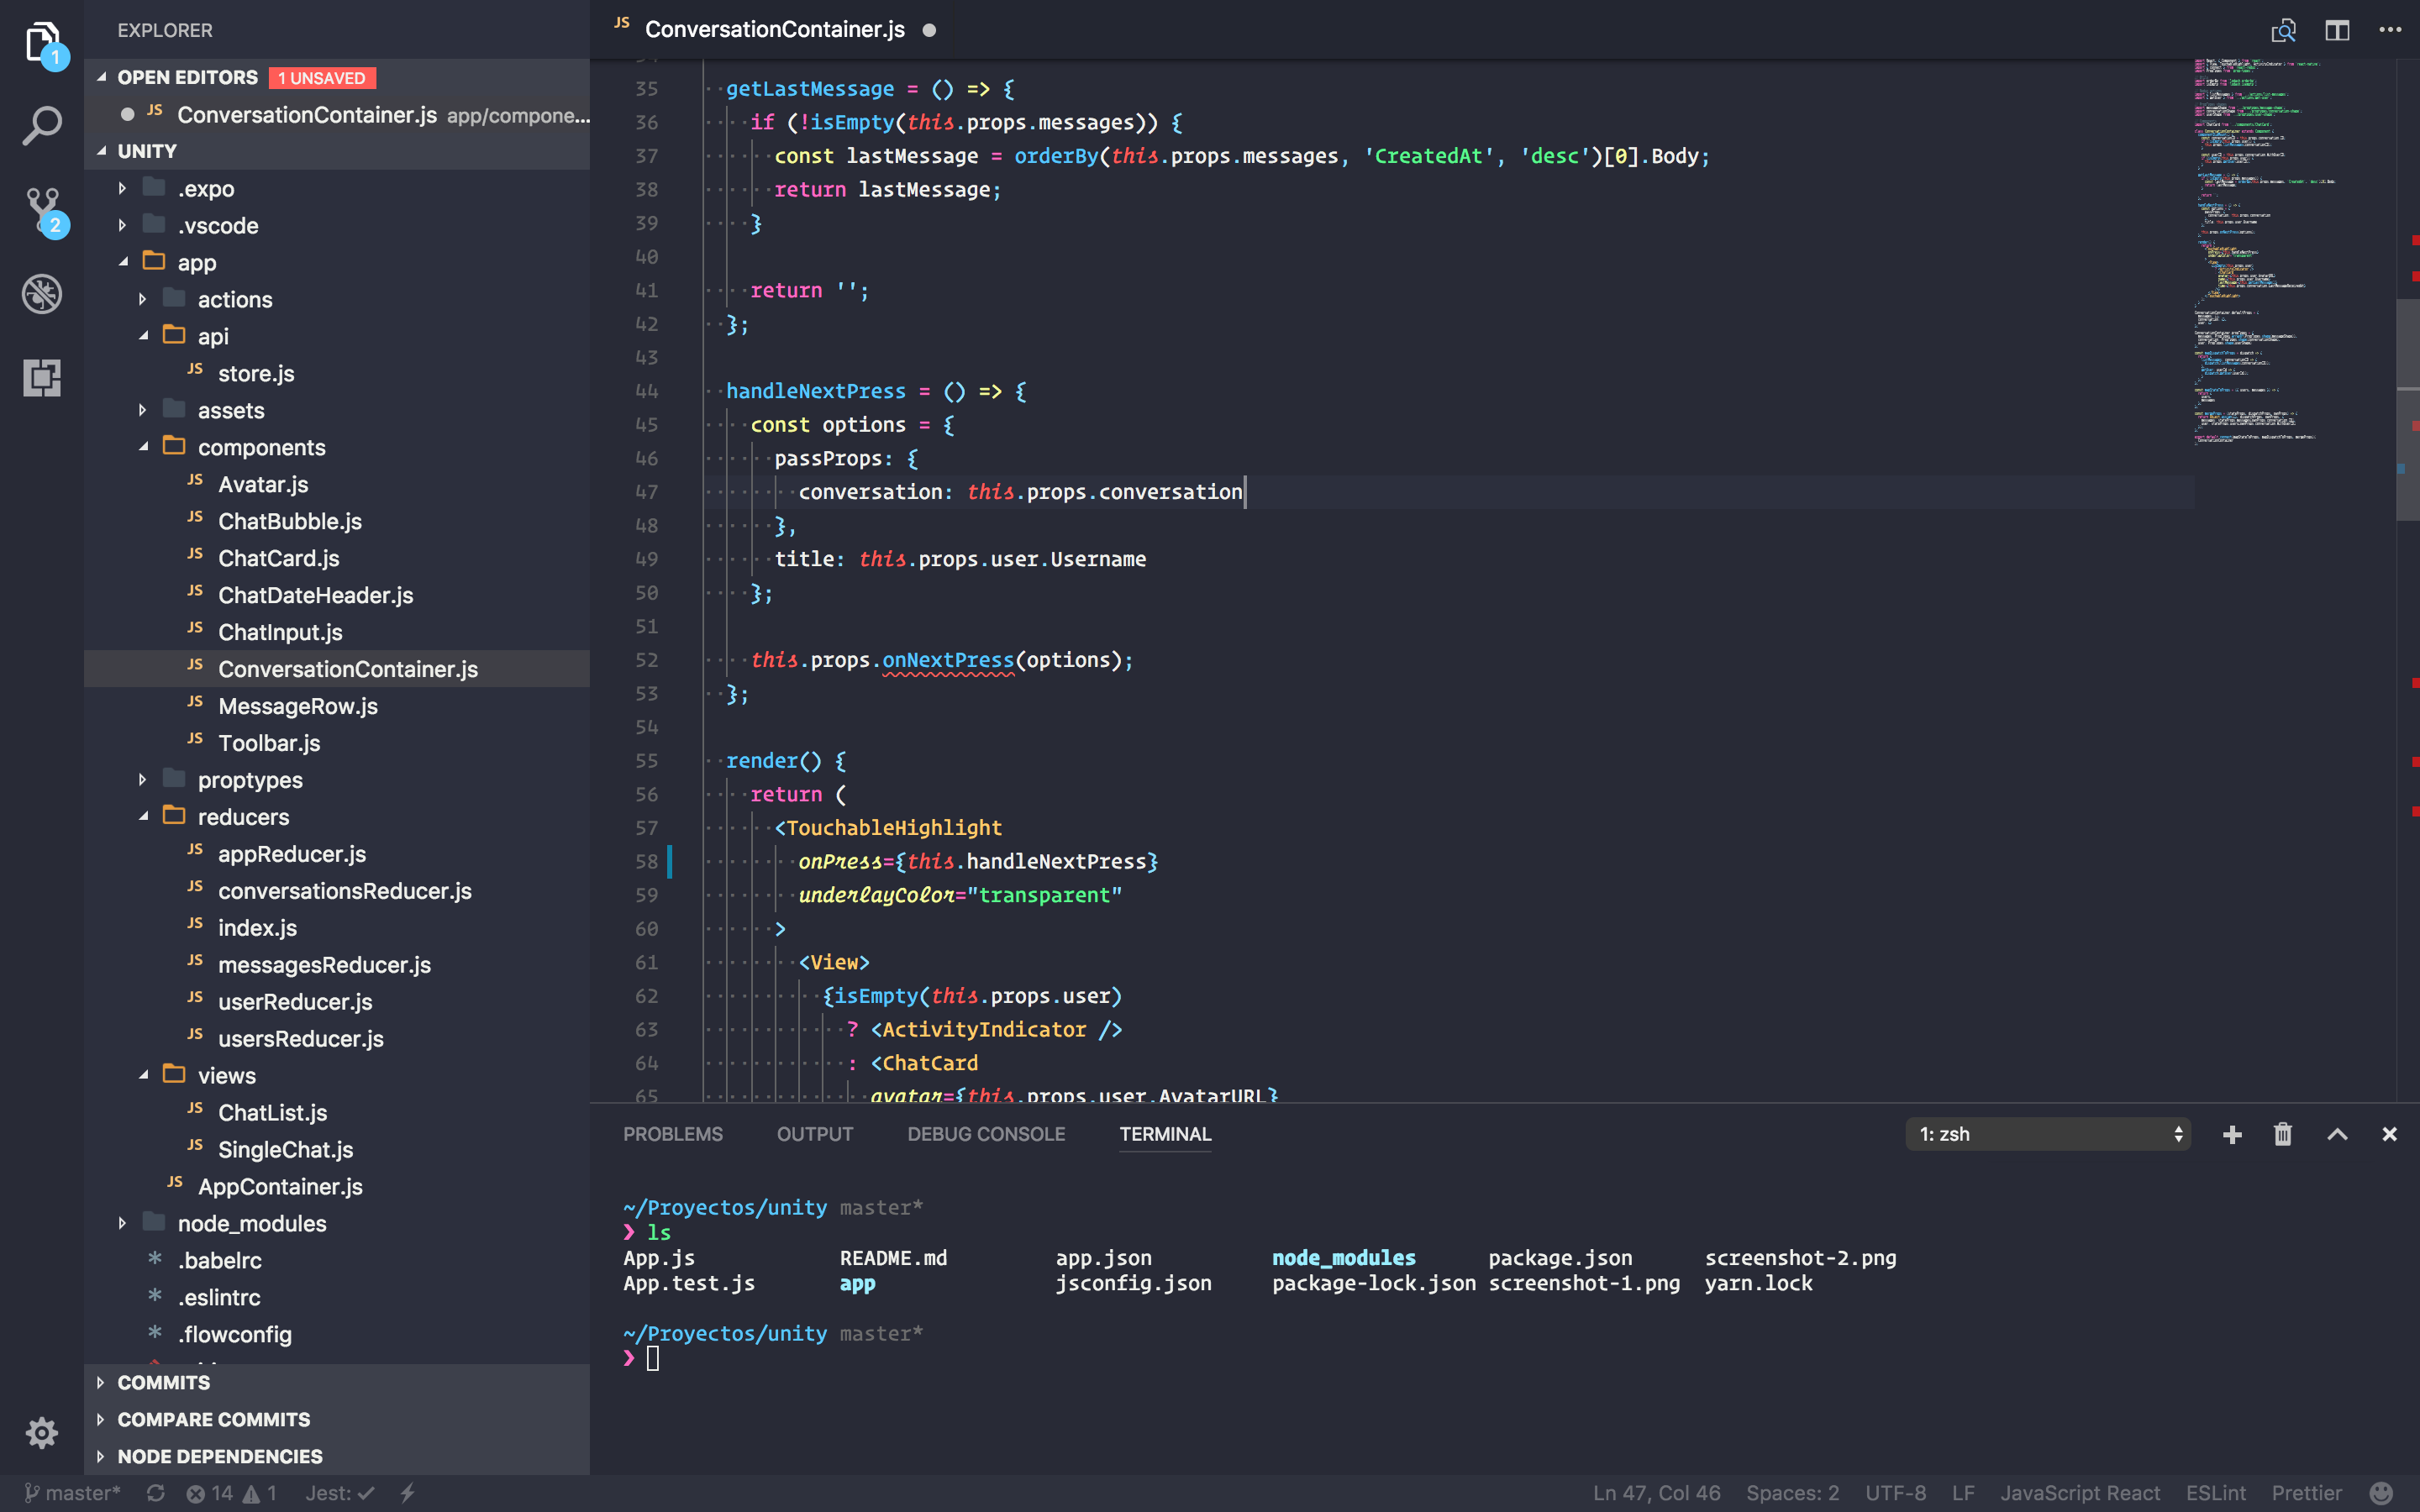 EXPLORER
OPEN EDITORS 1 UNSAVED
JS ConversationContainer.js app/compone...
UNITY
.expo
.vscode
app
actions
api
JS store.js
assets
components
JS Avatar.js
JS ChatBubble.js
JS ChatCard.js
JS ChatDateHeader.js
JS ChatInput.js
JS ConversationContainer.js
JS MessageRow.js
JS Toolbar.js
proptypes
reducers
JS appReducer.js
JS conversationsReducer.js
JS index.js
JS messagesReducer.js
JS userReducer.js
JS usersReducer.js
views
JS ChatList.js
JS SingleChat.js
JS AppContainer.js
node_modules
* .babelrc
* .eslintrc
* .flowconfig
COMMITS
COMPARE COMMITS
NODE DEPENDENCIES
1
2
JS ConversationContainer.js
35 getLastMessage = () => {
36 if (!isEmpty(this.props.messages)) {
37 const lastMessage = orderBy(this.props.messages, 'CreatedAt', 'desc')[0].Body;
38 return lastMessage;
39 }
40
41 return '';
42 };
43
44 handleNextPress = () => {
45 const options = {
46 passProps: {
47 conversation: this.props.conversation
48 },
49 title: this.props.user.Username
50 };
51
52 this.props.onNextPress(options);
53 };
54
55 render() {
56 return (
57 <TouchableHighlight
58 onPress={this.handleNextPress}
59 underlayColor="transparent"
60 >
61 <View>
62 {isEmpty(this.props.user)
63 ? <ActivityIndicator />
64 : <ChatCard
65 avatar={this.props.user.AvatarURL}
PROBLEMS OUTPUT DEBUG CONSOLE TERMINAL 1: zsh
~/Proyectos/unity master*
❯ ls
App.js README.md app.json node_modules package.json screenshot-2.png
App.test.js app jsconfig.json package-lock.json screenshot-1.png yarn.lock
~/Proyectos/unity master*
❯
master* 14 1 Jest: ✓ Ln 47, Col 46 Spaces: 2 UTF-8 LF JavaScript React ESLint Prettier